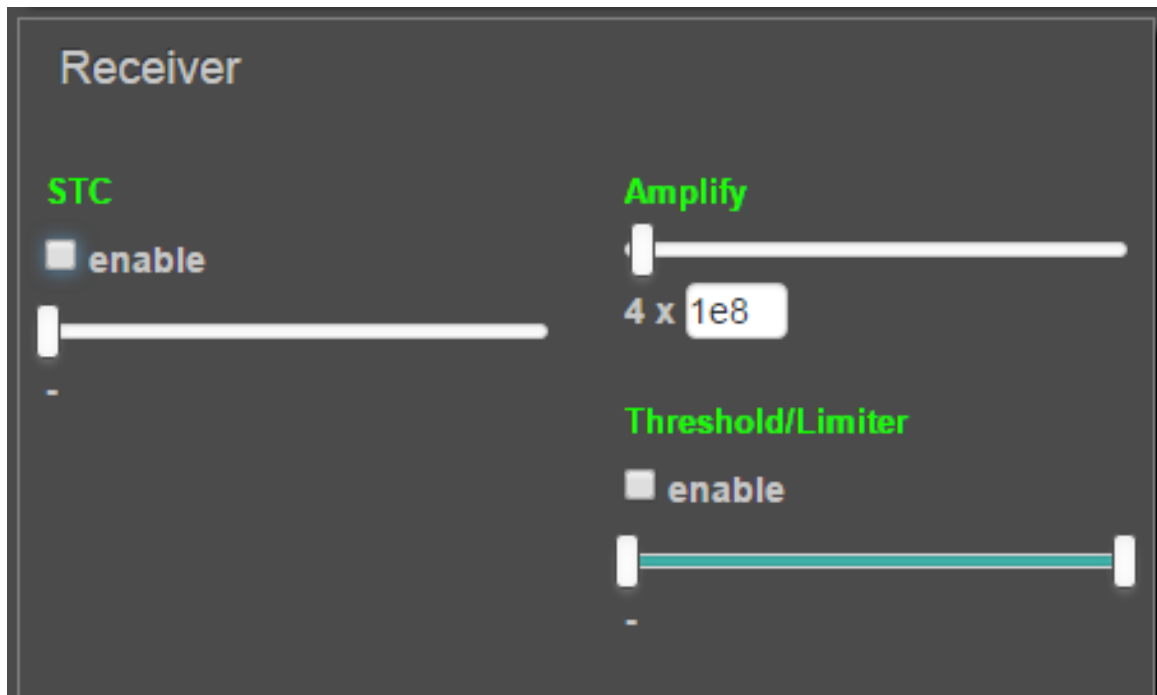 Receiver
STC
enable
-
Amplify
4 x 1e8
Threshold/Limiter
enable
-